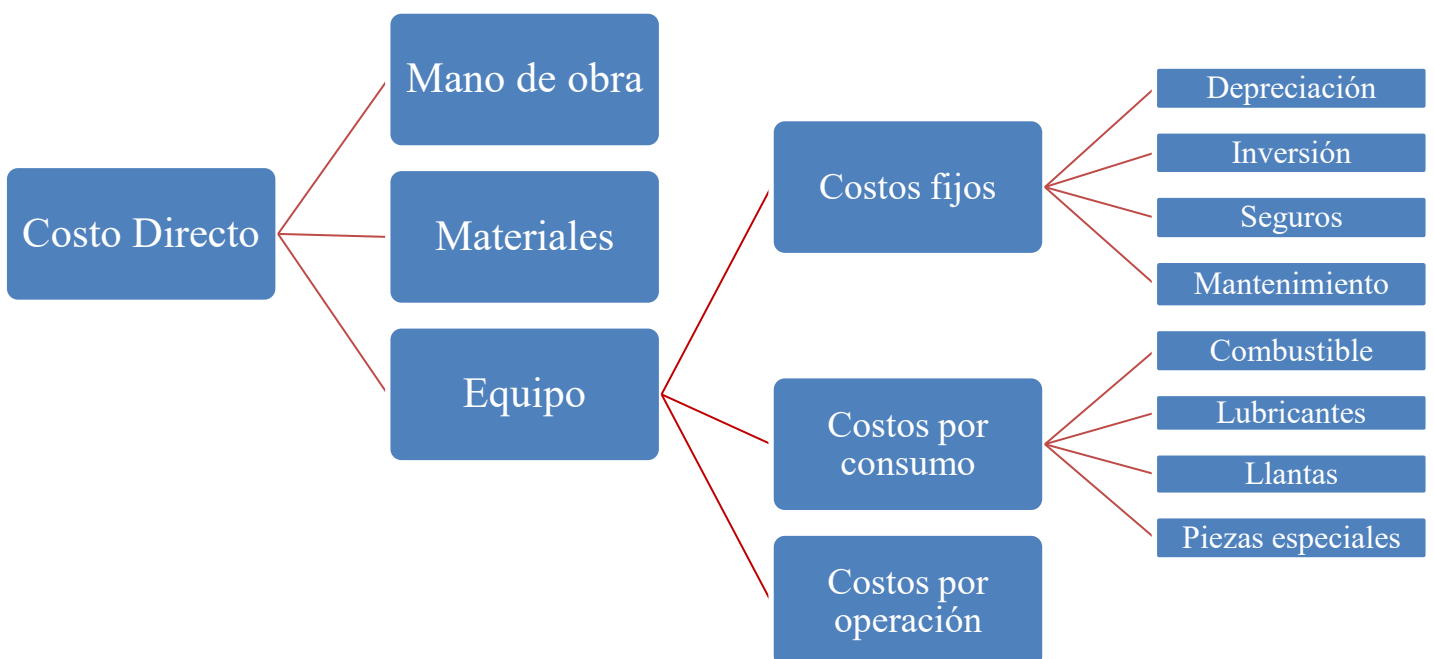 Costo Directo
Mano de obra
Materiales
Equipo
Costos fijos
Costos por
consumo
Costos por
operación
Depreciación
Inversión
Seguros
Mantenimiento
Combustible
Lubricantes
Llantas
Piezas especiales